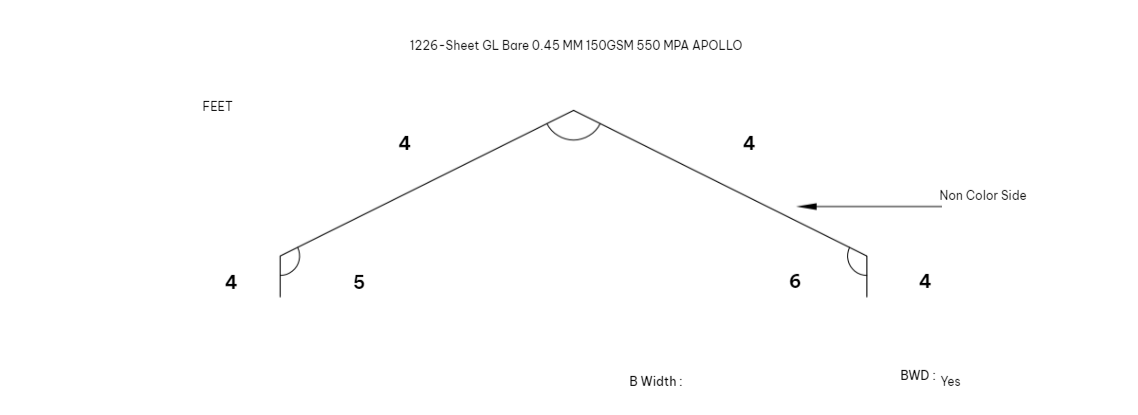 1226-Sheet GL Bare 0.45 MM 150GSM 550 MPA APOLLO
FEET
4 4
Non Color Side
4 5 6 4
B Width :
BWD : Yes